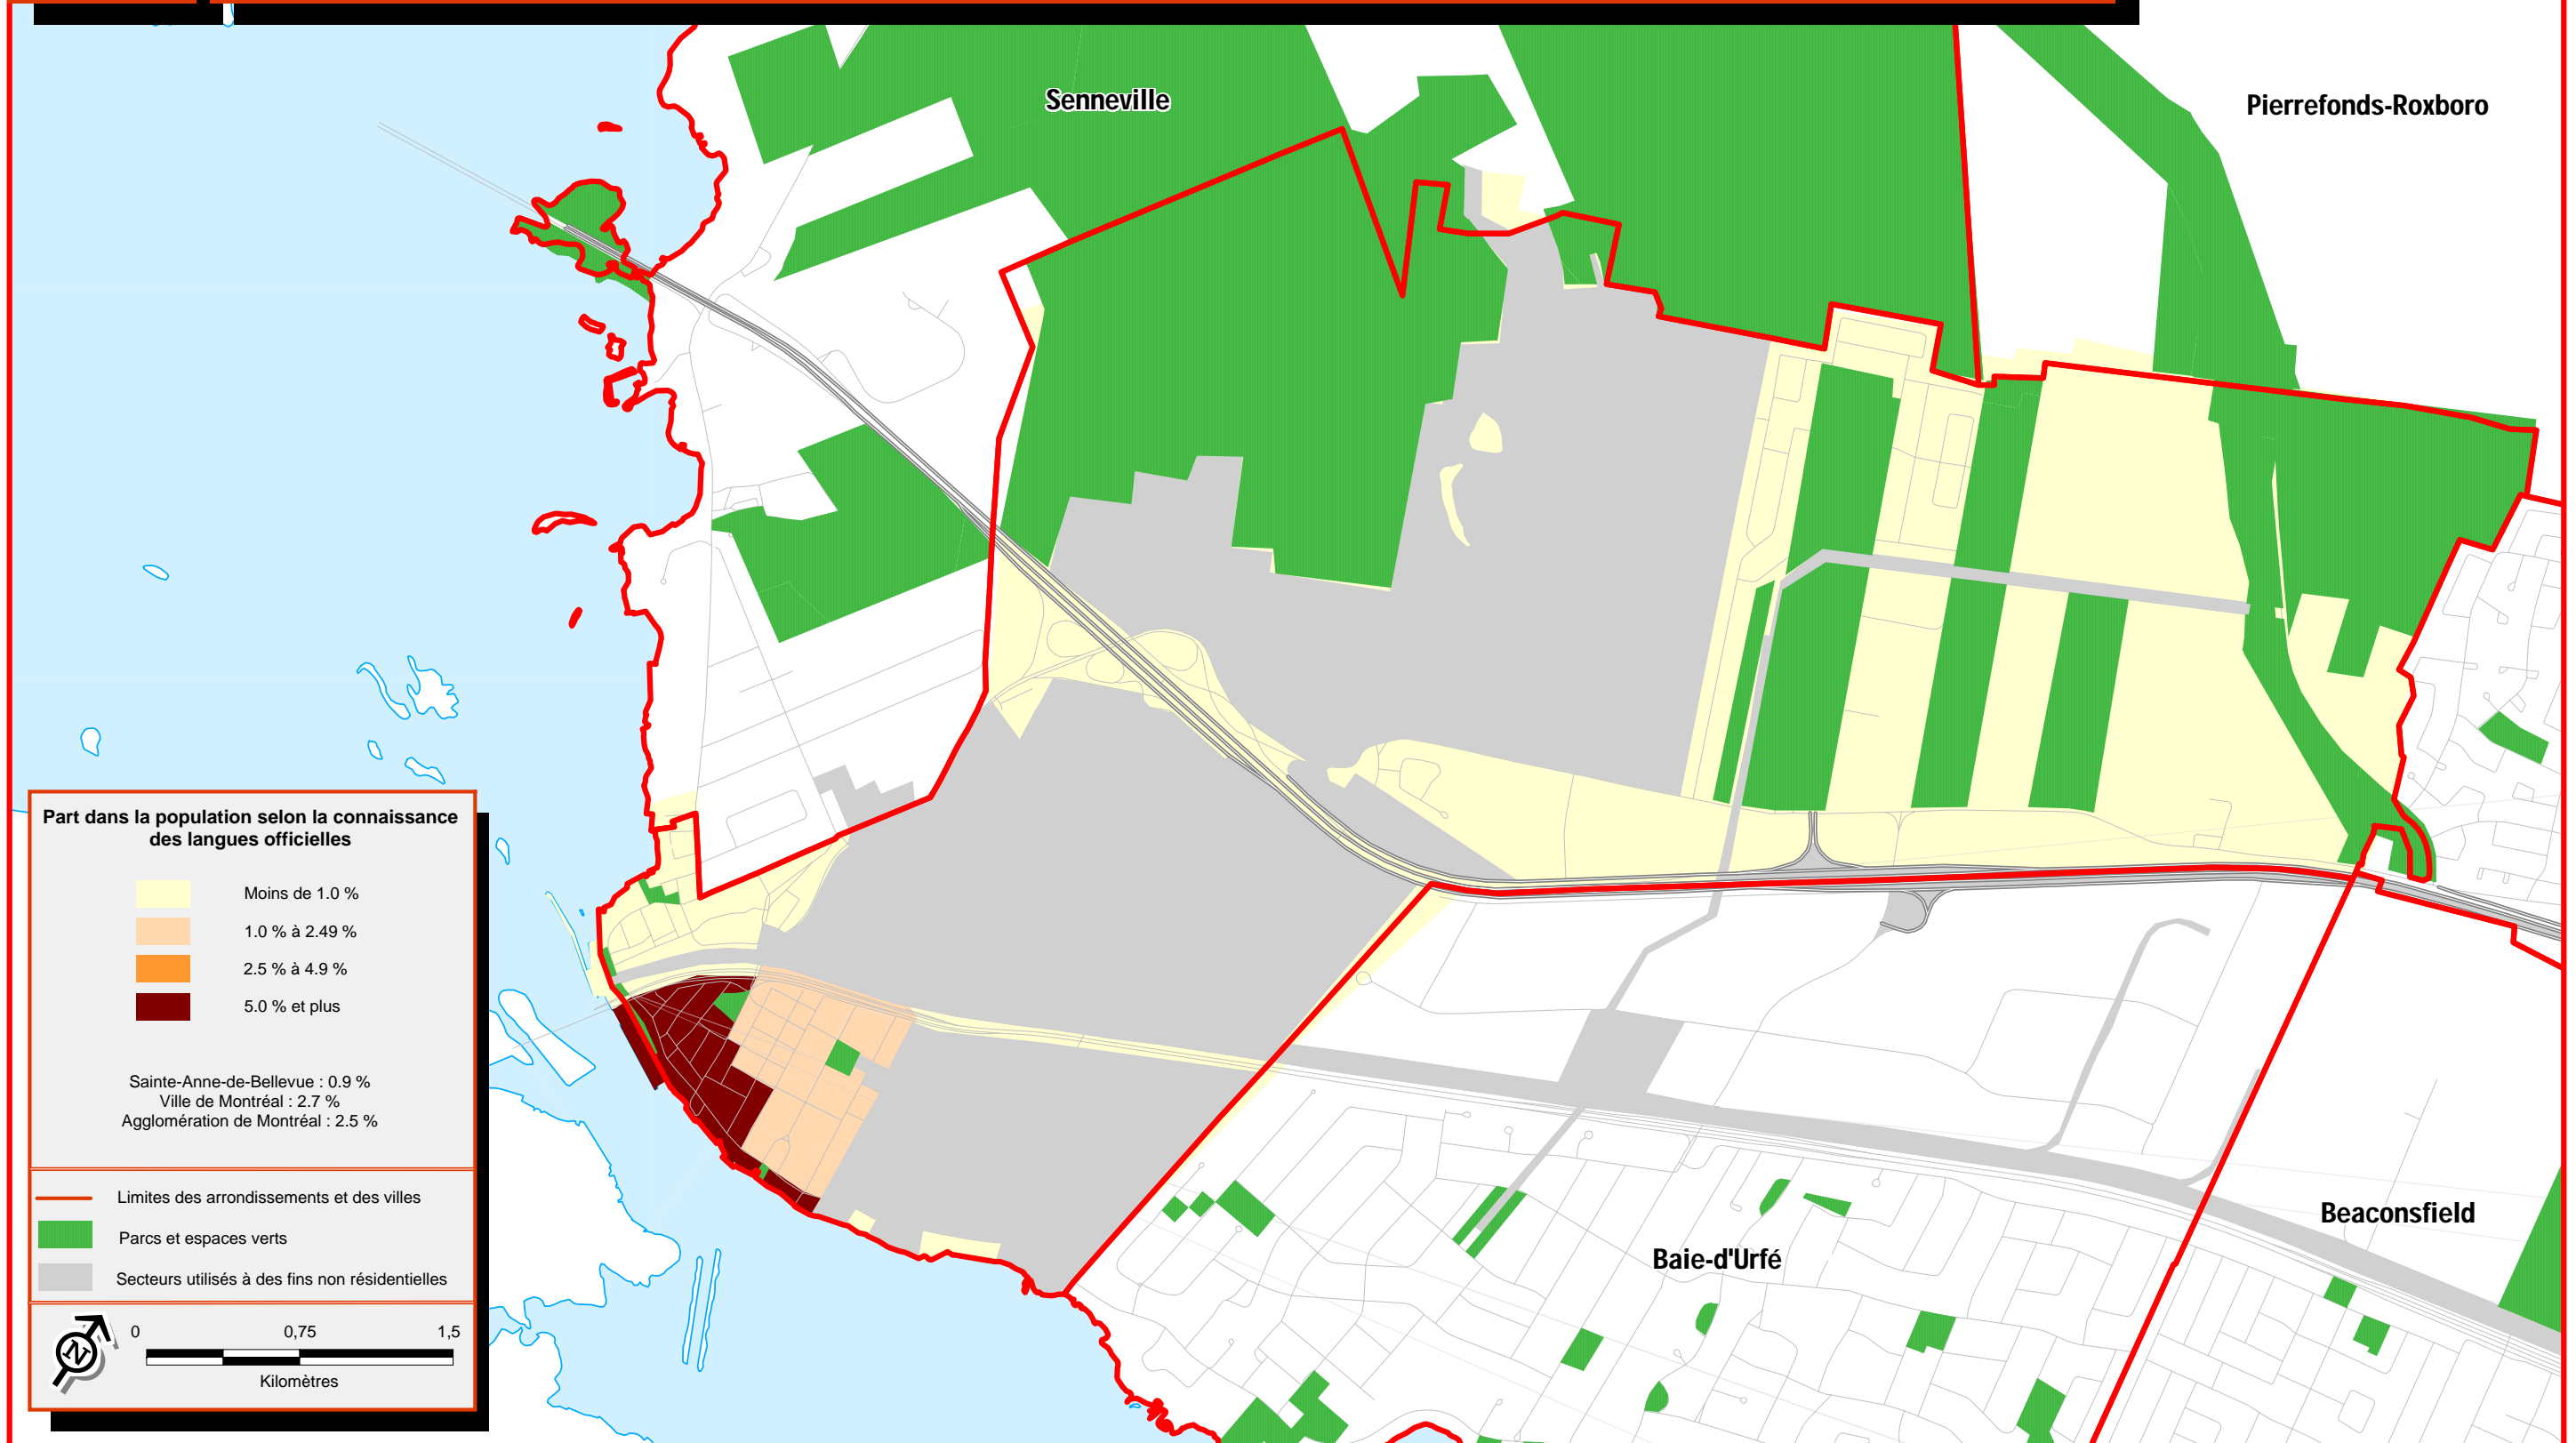 Senneville
Pierrefonds-Roxboro
Part dans la population selon la connaissance
des langues officielles
Moins de 1.0 %
1.0 % à 2.49 %
2.5 % à 4.9 %
5.0 % et plus
Sainte-Anne-de-Bellevue : 0.9 %
Ville de Montréal : 2.7 %
Agglomération de Montréal : 2.5 %
Limites des arrondissements et des villes
Parcs et espaces verts
Secteurs utilisés à des fins non résidentielles
N
0 0,75 1,5
Kilomètres
Baie-d'Urfé
Beaconsfield